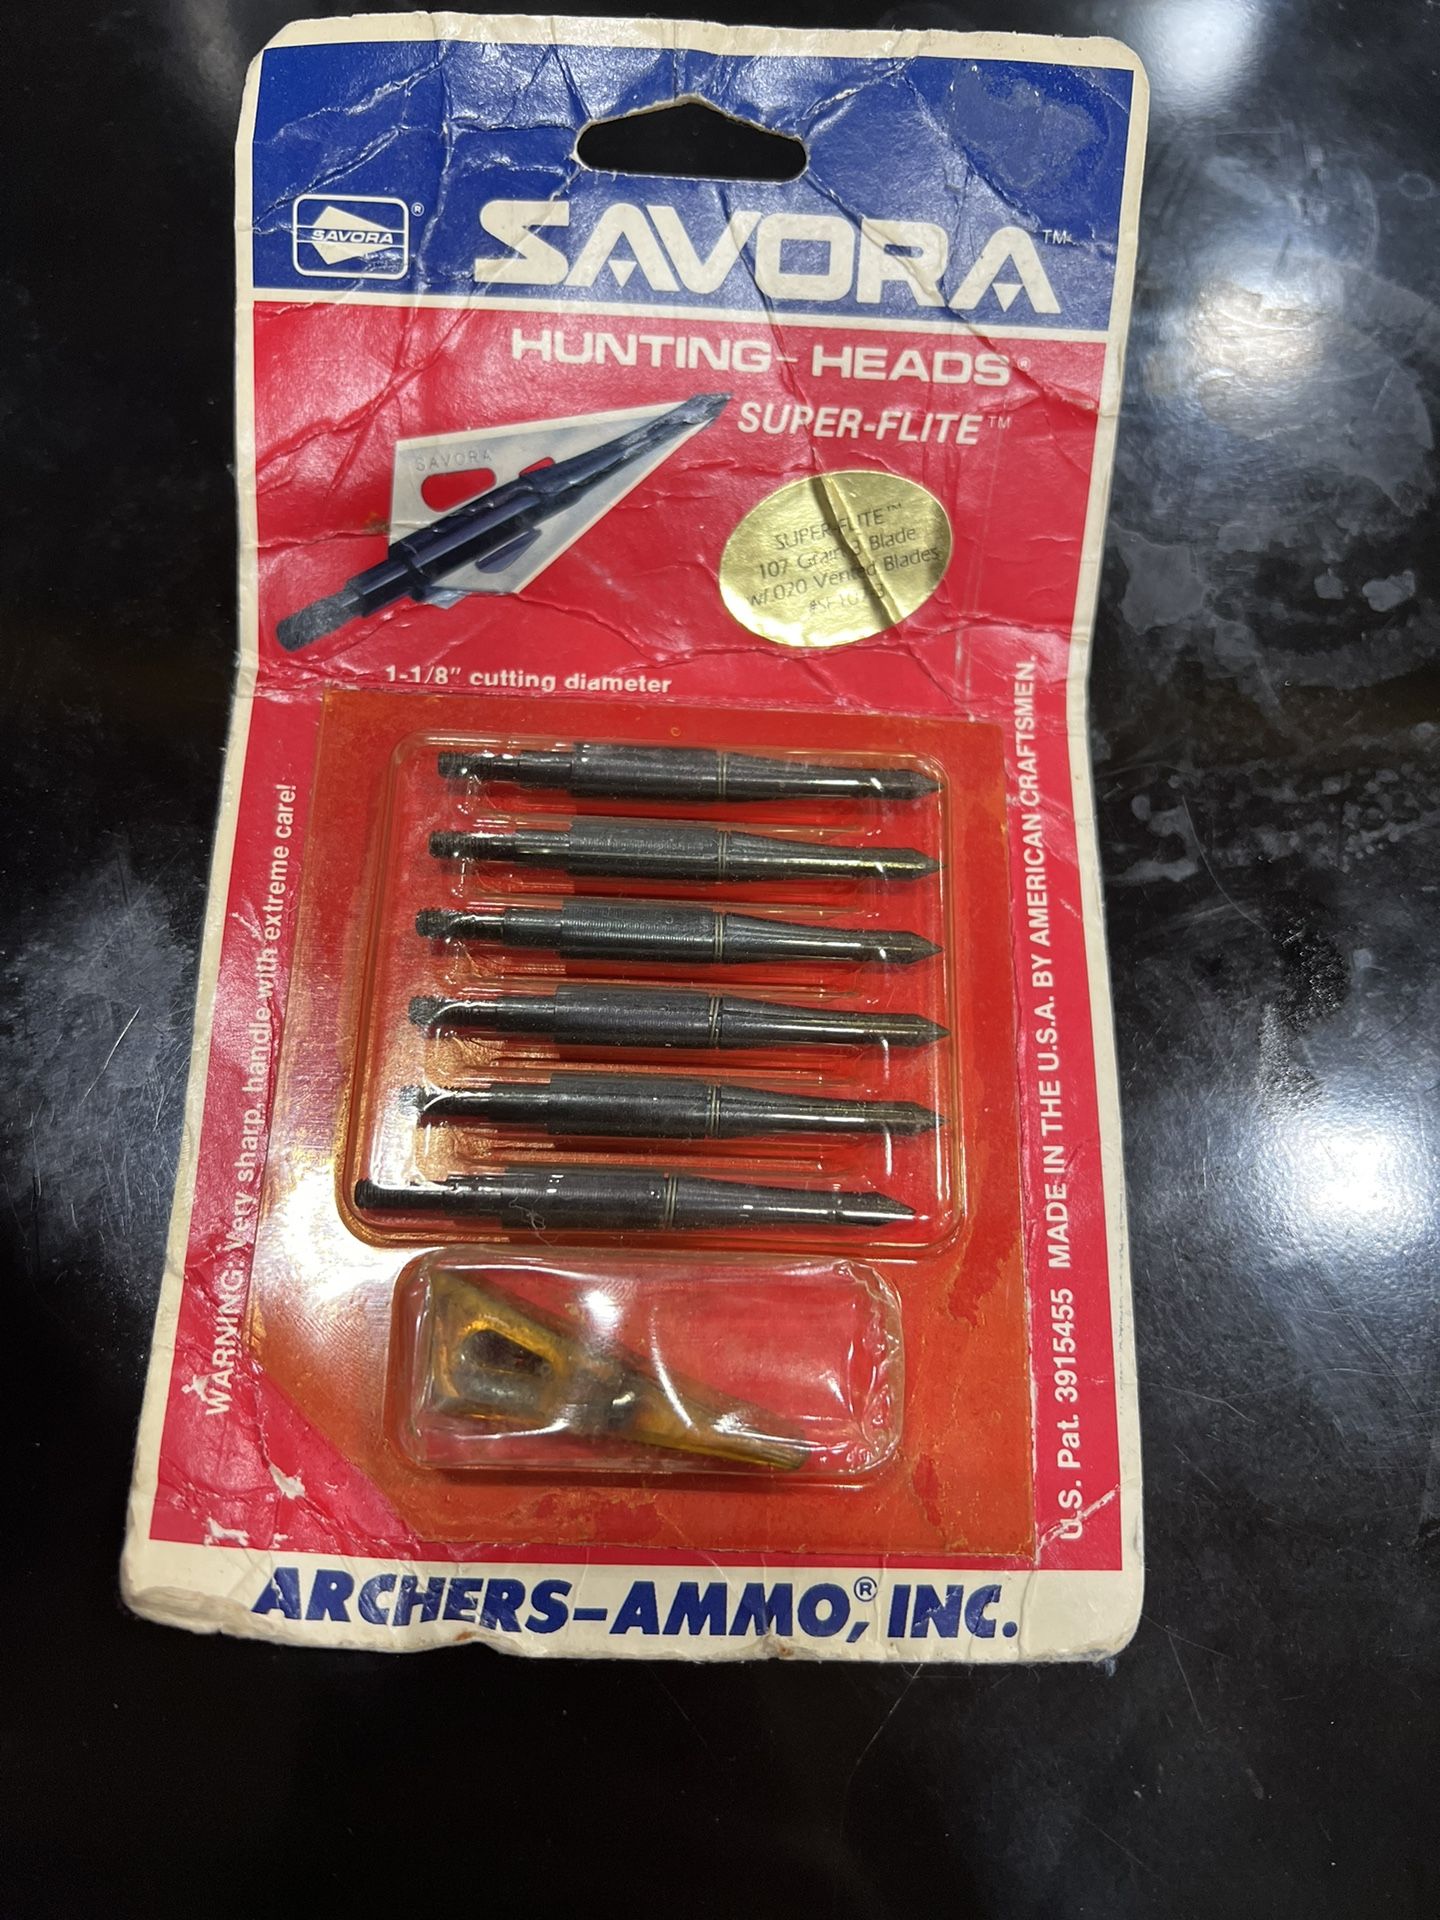 SAVORA®
SAVORA™
HUNTING-HEADS®
SUPER-FLITE™
SAVORA
SUPER-FLITE™
107 Grain 3 Blade
w/.020 Vented Blades
1-1/8" cutting diameter
WARNING: Very sharp, handle with extreme care!
U.S. Pat. 3915455 MADE IN THE U.S.A. BY AMERICAN CRAFTSMEN.
ARCHERS-AMMO,® INC.